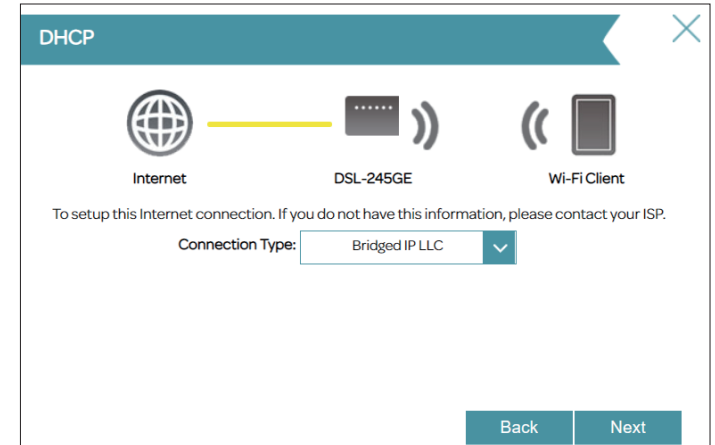 DHCP
Internet
DSL-245GE
Wi-Fi Client
To setup this Internet connection. If you do not have this information, please contact your ISP.
Connection Type: Bridged IP LLC
Back Next